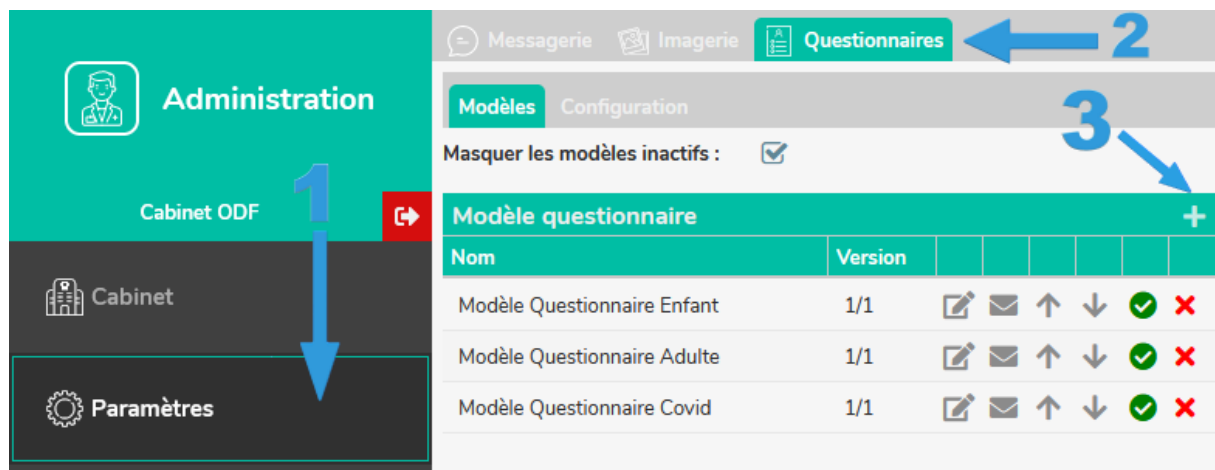 Administration
Cabinet ODF
Cabinet
Paramètres
1
Messagerie
Imagerie
Questionnaires
2
Modèles
Configuration
3
Masquer les modèles inactifs :
Modèle questionnaire
Nom Version
Modèle Questionnaire Enfant 1/1
Modèle Questionnaire Adulte 1/1
Modèle Questionnaire Covid 1/1